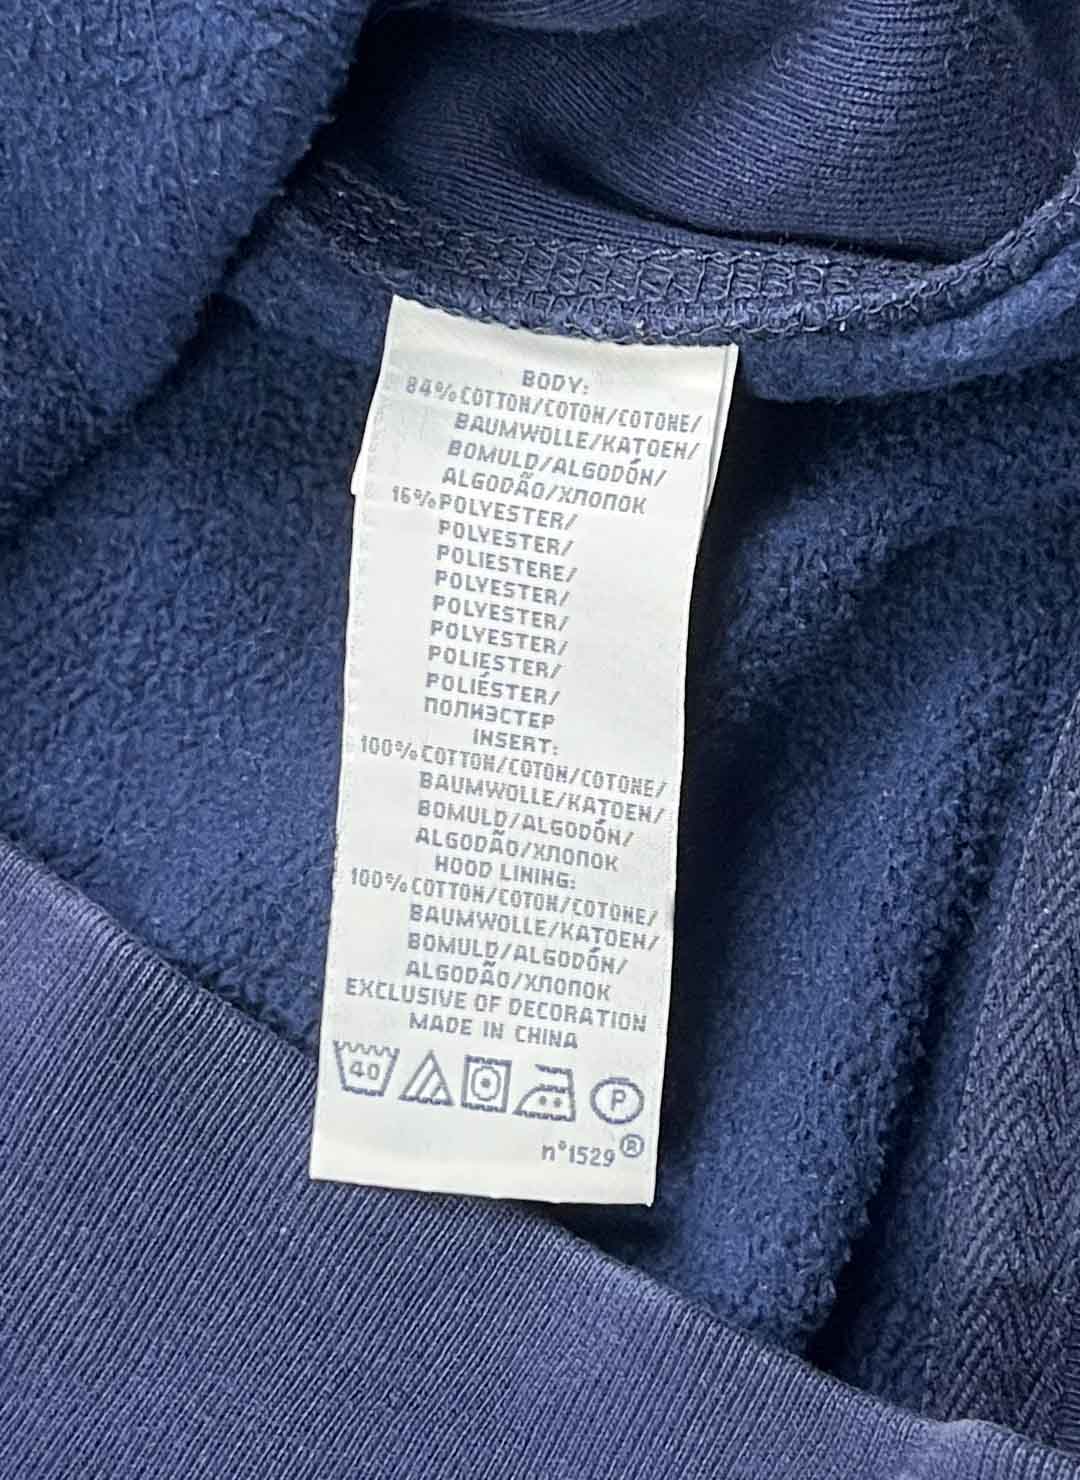 BODY:
84% COTTON/COTON/COTONE/
BAUMWOLLE/KATOEN/
BOMULD/ALGODÓN/
ALGODÃO/ХЛОПОК
16% POLYESTER/
POLYESTER/
POLIESTERE/
POLYESTER/
POLYESTER/
POLYESTER/
POLIESTER/
POLIÉSTER/
ПОЛИЭСТЕР
INSERT:
100% COTTON/COTON/COTONE/
BAUMWOLLE/KATOEN/
BOMULD/ALGODÓN/
ALGODÃO/ХЛОПОК
HOOD LINING:
100% COTTON/COTON/COTONE/
BAUMWOLLE/KATOEN/
BOMULD/ALGODÓN/
ALGODÃO/ХЛОПОК
EXCLUSIVE OF DECORATION
MADE IN CHINA
40 P
n°1529®